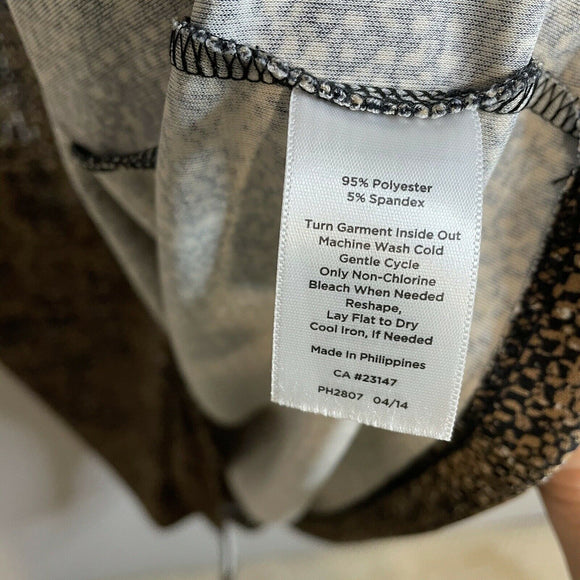 95% Polyester
5% Spandex
Turn Garment Inside Out
Machine Wash Cold
Gentle Cycle
Only Non-Chlorine
Bleach When Needed
Reshape,
Lay Flat to Dry
Cool Iron, If Needed
Made In Philippines
CA #23147
PH2807 04/14